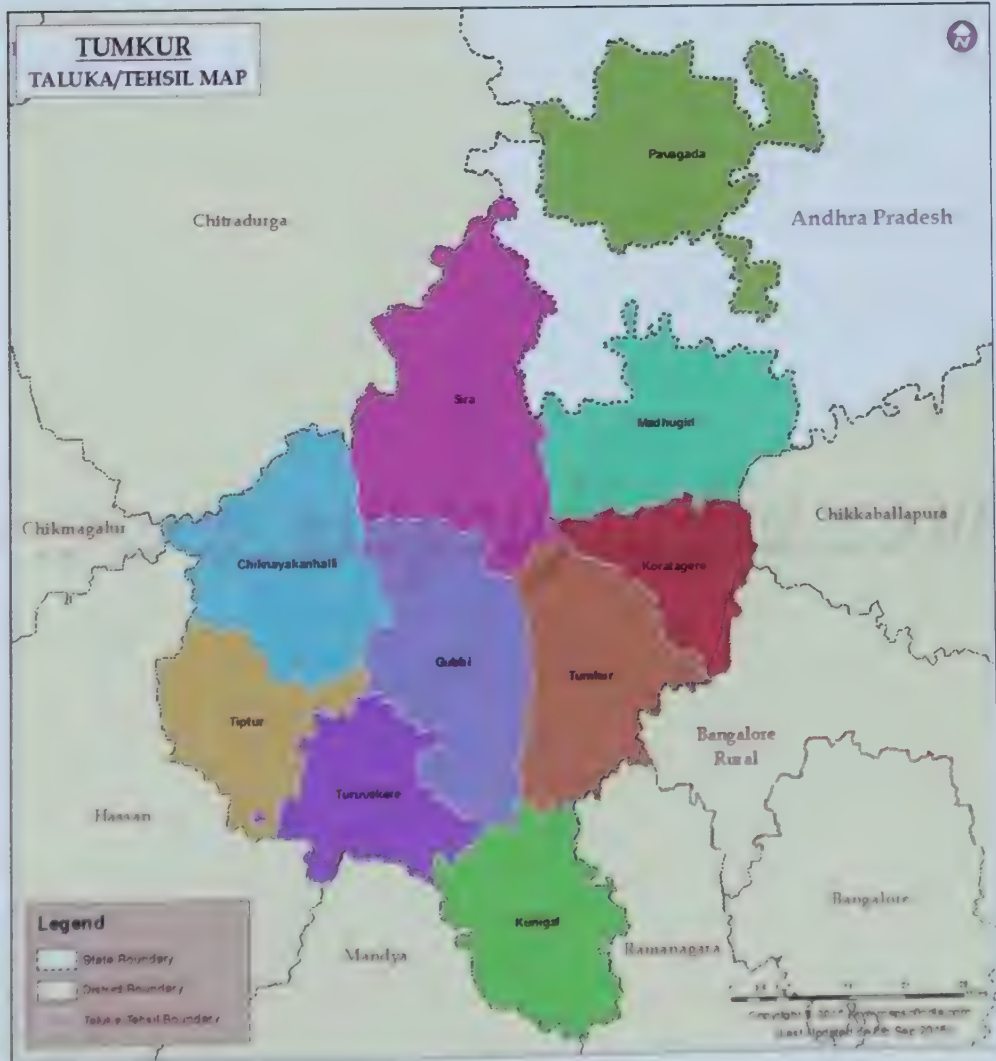 TUMKUR
TALUKA/TEHSIL MAP
N
Pavagada
Chitradurga
Andhra Pradesh
Sira
Madhugiri
Chikmagalur
Chikkaballapura
Chiknayakanhalli
Koratagere
Gubbi
Tumkur
Tiptur
Bangalore
Rural
Turuvekere
Hassan
Bangalore
Kunigal
Mandya
Ramanagara
Legend
State Boundary
District Boundary
Taluka Tehsil Boundary